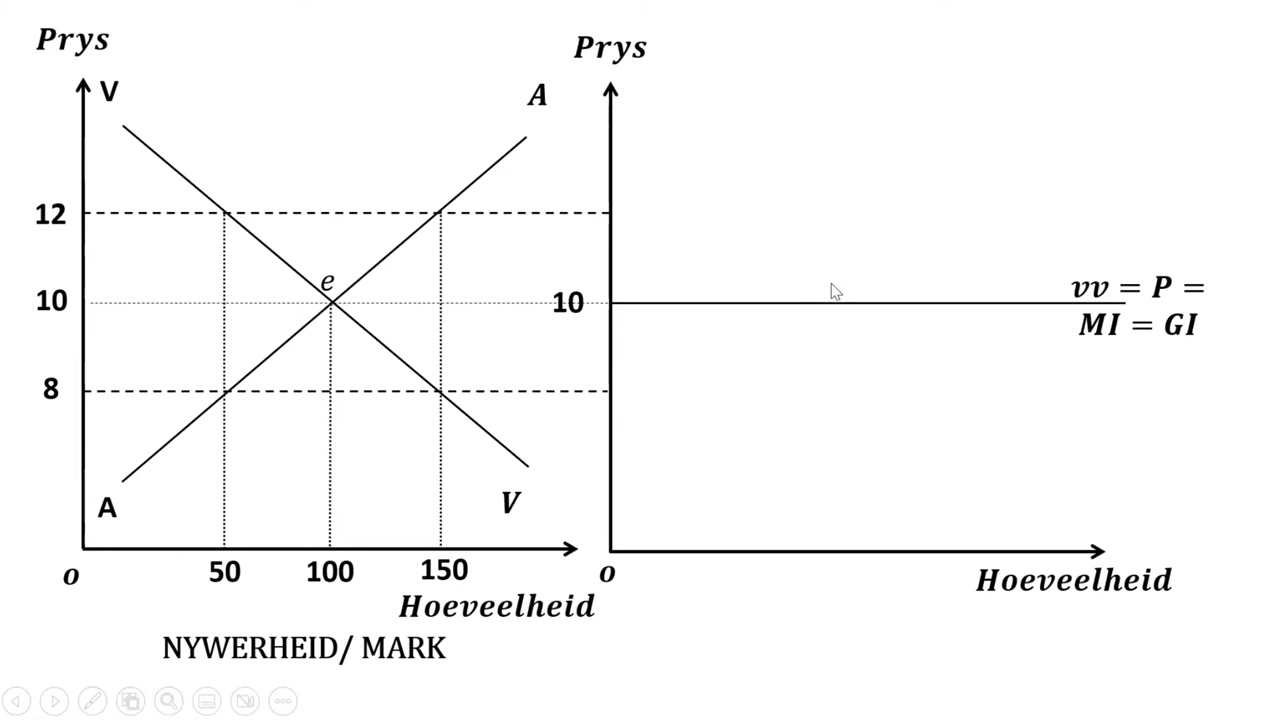 Prys
V
A
12
10
8
e
A
V
o
50
100
150
Hoeveelheid
NYWERHEID/ MARK
Prys
10
vv = P =
MI = GI
o
Hoeveelheid